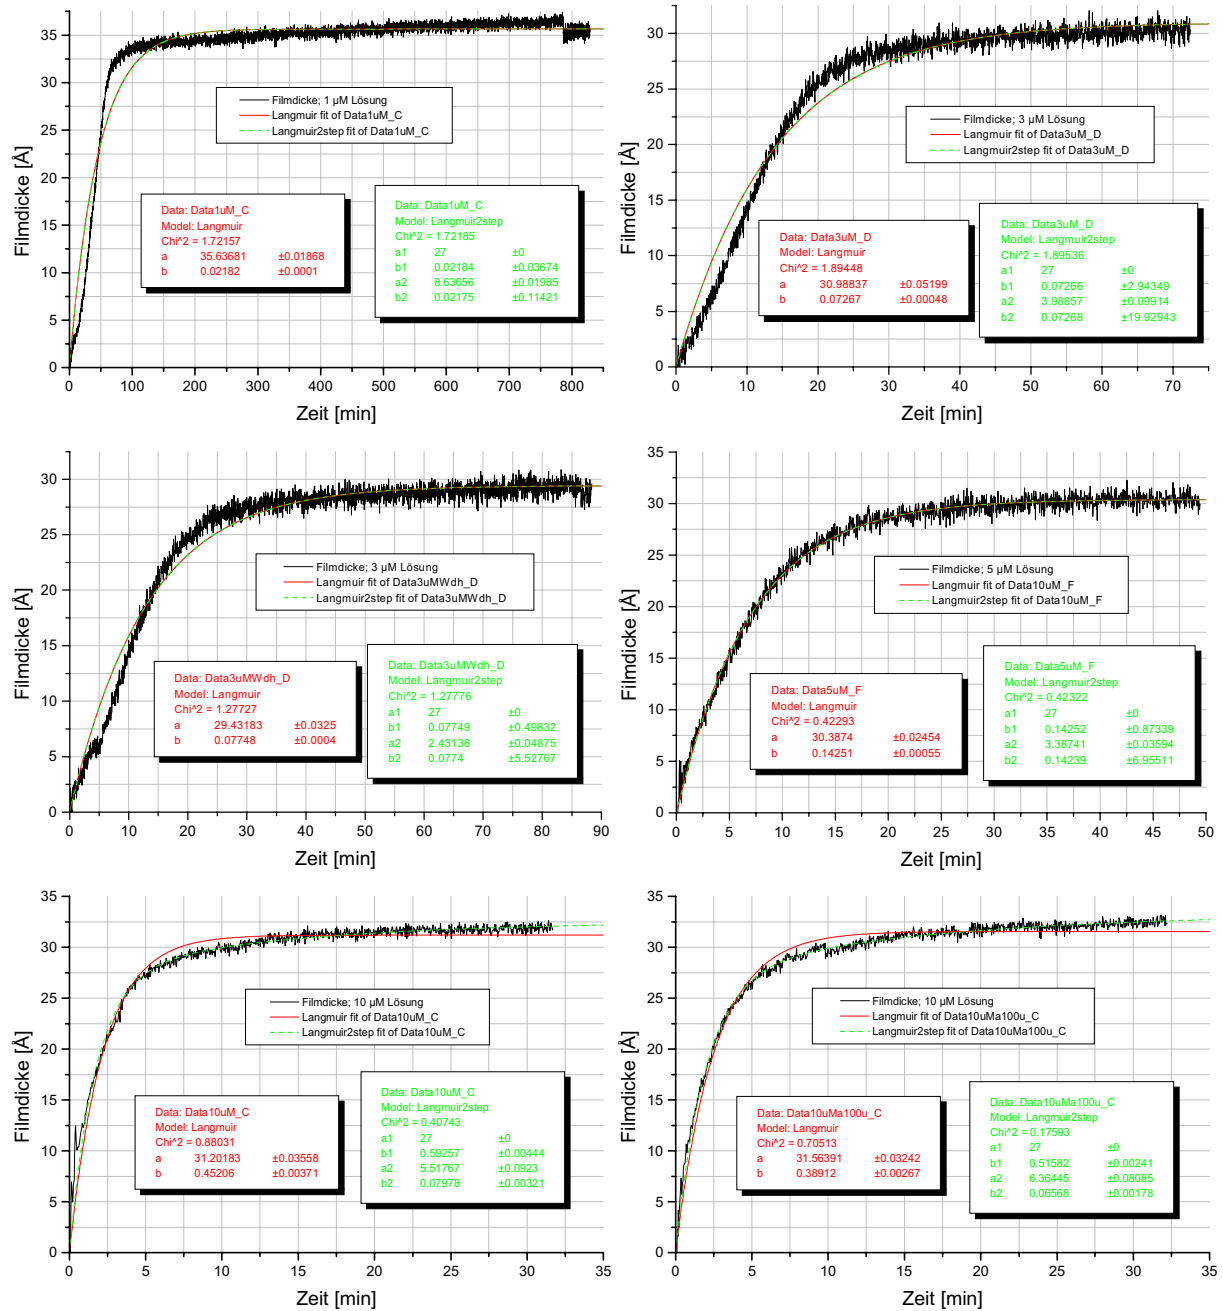 Filmdicke [Å]
35
30
25
20
15
10
5
0
Filmdicke; 1 µM Lösung
Langmuir fit of Data1uM_C
Langmuir2step fit of Data1uM_C
Data: Data1uM_C
Model: Langmuir
Chi^2 = 1.72157
a 35.63681 ±0.01868
b 0.02182 ±0.0001
Data: Data1uM_C
Model: Langmuir2step
Chi^2 = 1.72185
a1 27 ±0
b1 0.02184 ±0.03674
a2 8.63656 ±0.01985
b2 0.02175 ±0.11421
0 100 200 300 400 500 600 700 800
Zeit [min]
Filmdicke [Å]
30
25
20
15
10
5
0
Filmdicke; 3 µM Lösung
Langmuir fit of Data3uM_D
Langmuir2step fit of Data3uM_D
Data: Data3uM_D
Model: Langmuir
Chi^2 = 1.89448
a 30.98837 ±0.05199
b 0.07267 ±0.00048
Data: Data3uM_D
Model: Langmuir2step
Chi^2 = 1.89536
a1 27 ±0
b1 0.07266 ±2.94349
a2 3.98857 ±0.09914
b2 0.07268 ±19.92943
0 10 20 30 40 50 60 70
Zeit [min]
Filmdicke [Å]
30
25
20
15
10
5
0
Filmdicke; 3 µM Lösung
Langmuir fit of Data3uMWdh_D
Langmuir2step fit of Data3uMWdh_D
Data: Data3uMWdh_D
Model: Langmuir
Chi^2 = 1.27727
a 29.43183 ±0.0325
b 0.07748 ±0.0004
Data: Data3uMWdh_D
Model: Langmuir2step
Chi^2 = 1.27776
a1 27 ±0
b1 0.07749 ±0.49832
a2 2.43136 ±0.04875
b2 0.0774 ±5.52767
0 10 20 30 40 50 60 70 80 90
Zeit [min]
Filmdicke [Å]
35
30
25
20
15
10
5
0
Filmdicke; 5 µM Lösung
Langmuir fit of Data10uM_F
Langmuir2step fit of Data10uM_F
Data: Data5uM_F
Model: Langmuir
Chi^2 = 0.42293
a 30.3874 ±0.02454
b 0.14251 ±0.00055
Data: Data5uM_F
Model: Langmuir2step
Chi^2 = 0.42322
a1 27 ±0
b1 0.14252 ±0.87339
a2 3.38741 ±0.03594
b2 0.14239 ±6.95511
0 5 10 15 20 25 30 35 40 45 50
Zeit [min]
Filmdicke [Å]
35
30
25
20
15
10
5
0
Filmdicke; 10 µM Lösung
Langmuir fit of Data10uM_C
Langmuir2step fit of Data10uM_C
Data: Data10uM_C
Model: Langmuir
Chi^2 = 0.88031
a 31.20183 ±0.03558
b 0.45206 ±0.00371
Data: Data10uM_C
Model: Langmuir2step
Chi^2 = 0.40743
a1 27 ±0
b1 0.59257 ±0.00444
a2 5.51767 ±0.0923
b2 0.07978 ±0.00321
0 5 10 15 20 25 30 35
Zeit [min]
Filmdicke [Å]
35
30
25
20
15
10
5
0
Filmdicke; 10 µM Lösung
Langmuir fit of Data10uMa100u_C
Langmuir2step fit of Data10uMa100u_C
Data: Data10uMa100u_C
Model: Langmuir
Chi^2 = 0.70513
a 31.56391 ±0.03242
b 0.38912 ±0.00267
Data: Data10uMa100u_C
Model: Langmuir2step
Chi^2 = 0.17593
a1 27 ±0
b1 0.51582 ±0.00241
a2 6.36445 ±0.08085
b2 0.06568 ±0.00178
0 5 10 15 20 25 30 35
Zeit [min]